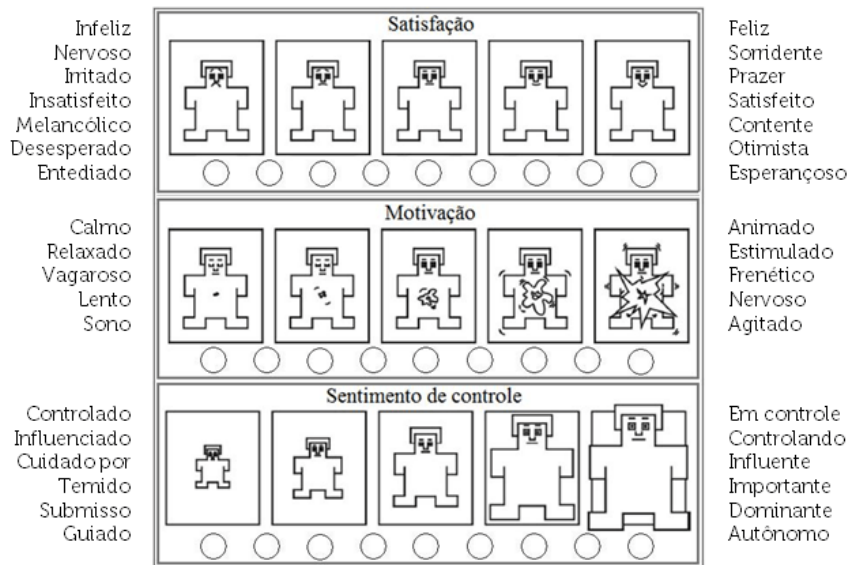 Satisfação
Infeliz
Nervoso
Irritado
Insatisfeito
Melancólico
Desesperado
Entediado
Feliz
Sorridente
Prazer
Satisfeito
Contente
Otimista
Esperançoso
Motivação
Calmo
Relaxado
Vagaroso
Lento
Sono
Animado
Estimulado
Frenético
Nervoso
Agitado
Sentimento de controle
Controlado
Influenciado
Cuidado por
Temido
Submisso
Guiado
Em controle
Controlando
Influente
Importante
Dominante
Autônomo